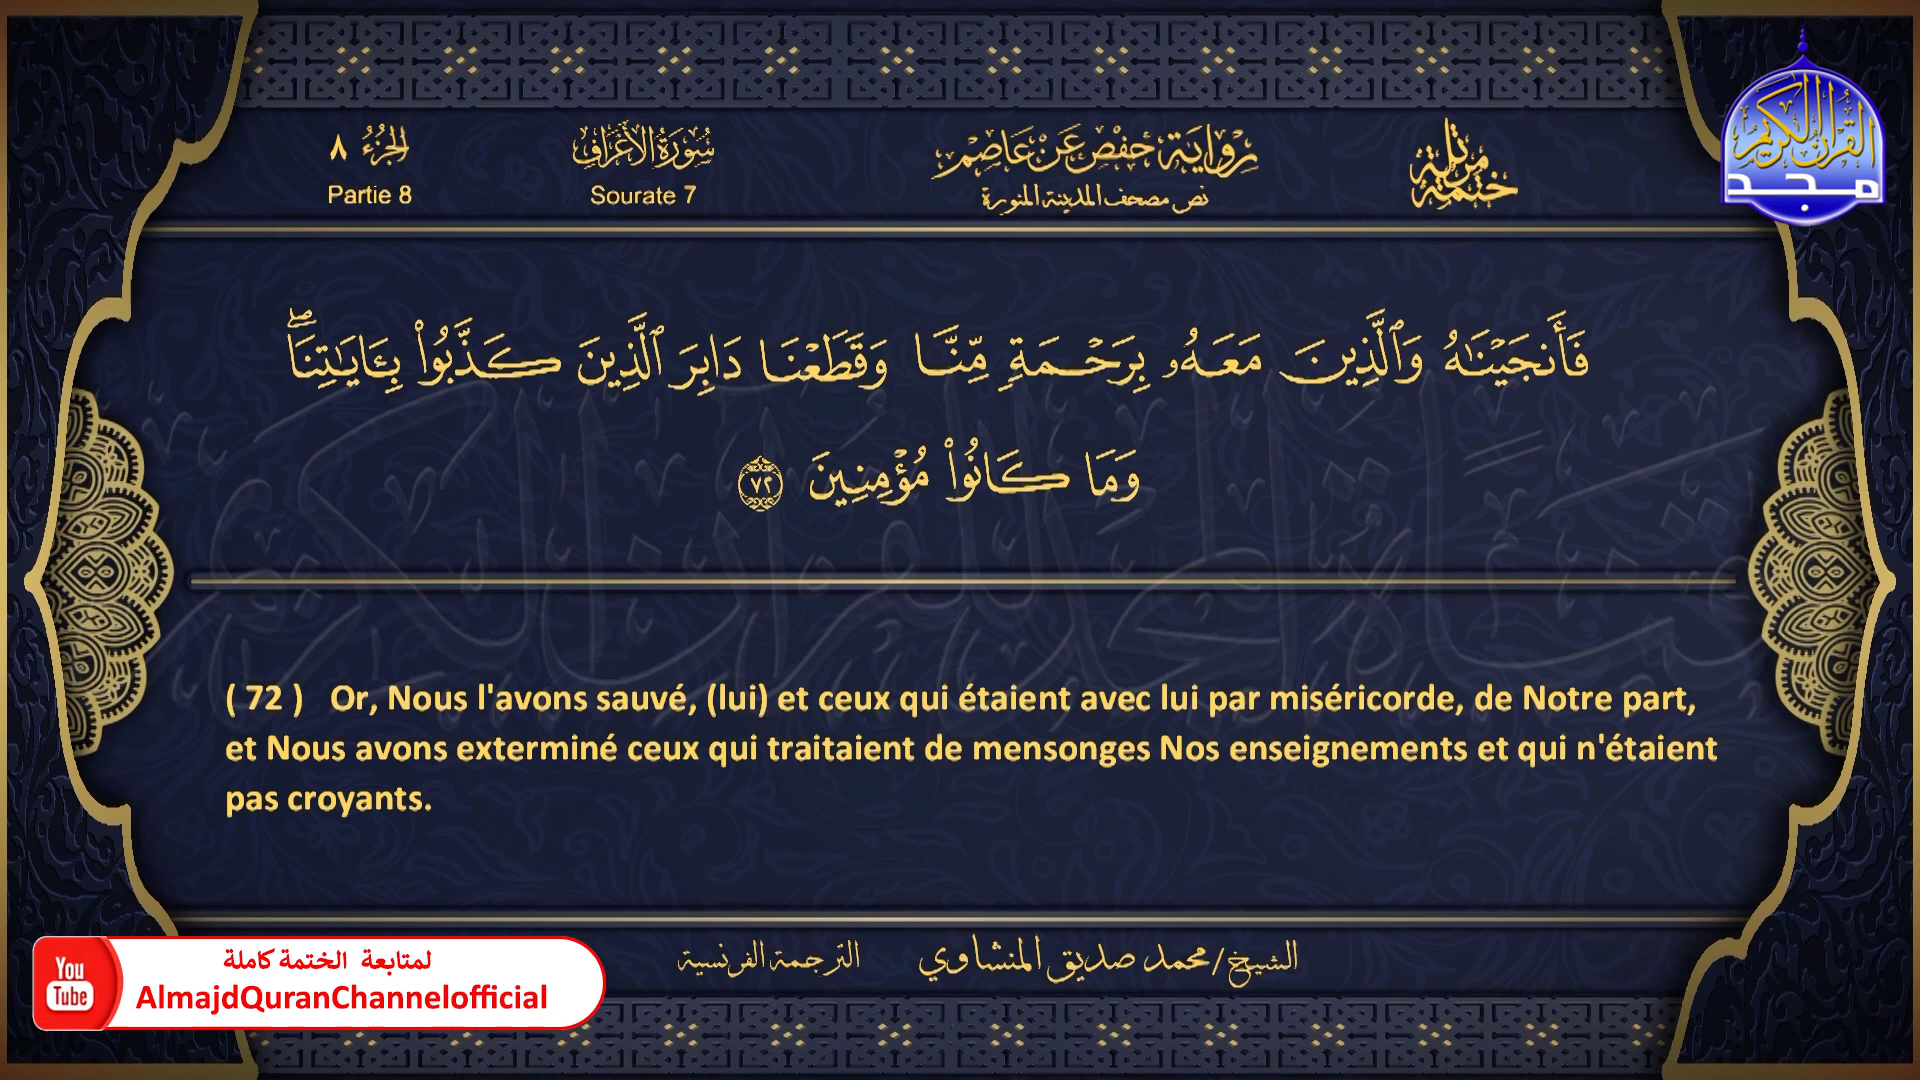 الجزء ٨
Partie 8
سورة الأعراف
Sourate 7
رواية حفص عن عاصم
نص مصحف المدينة المنورة
ختمة مرتلة
القرآن الكريم
مجد
فَأَنجَيْنَٰهُ وَٱلَّذِينَ مَعَهُۥ بِرَحْمَةٍ مِّنَّا وَقَطَعْنَا دَابِرَ ٱلَّذِينَ كَذَّبُوا۟ بِـَٔايَٰتِنَا ۖ
وَمَا كَانُوا۟ مُؤْمِنِينَ ٧٢
( 72 ) Or, Nous l'avons sauvé, (lui) et ceux qui étaient avec lui par miséricorde, de Notre part,
et Nous avons exterminé ceux qui traitaient de mensonges Nos enseignements et qui n'étaient
pas croyants.
الشيخ/محمد صديق المنشاوي
الترجمة الفرنسية
You
Tube
لمتابعة الختمة كاملة
AlmajdQuranChannelofficial